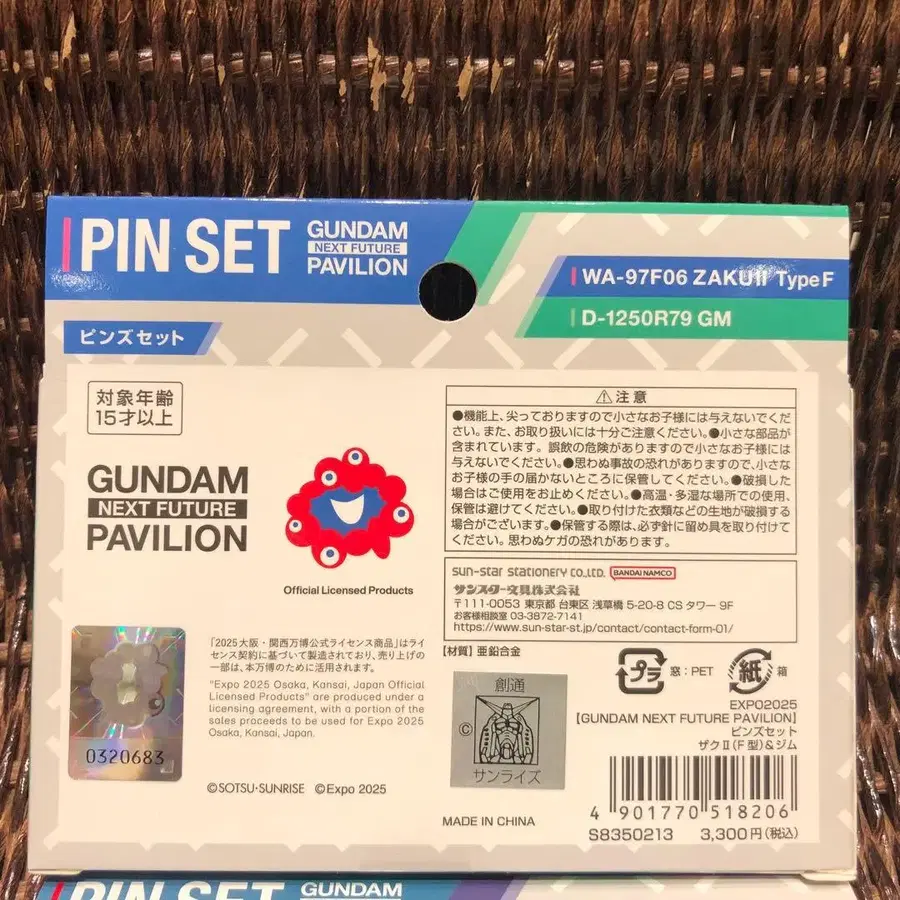 PIN SET
GUNDAM
NEXT FUTURE
PAVILION
WA-97F06 ZAKUII Type F
D-1250R79 GM
ピンズセット
対象年齢
15才以上
GUNDAM
NEXT FUTURE
PAVILION
Official Licensed Products
⚠注意
●機能上、尖っておりますので小さなお子様には与えないでくだ
さい。また、お取り扱いには十分ご注意ください。●小さな部品が
含まれています。誤飲の危険がありますので小さなお子様には
与えないでください。●思わぬ事故の恐れがありますので、小さな
お子様の手の届かないところに保管してください。●破損した
場合はご使用をお止めください。●高温・多湿な場所での使用、
保管は避けてください。●取り付けた衣類などの生地が破損する
場合がございます。●保管する際は、必ず針に留め具を取り付けて
ください。思わぬケガの恐れがあります。
sun-star stationery co.,ltd. BANDAI NAMCO
サンスター文具株式会社
〒111-0053 東京都 台東区 浅草橋 5-20-8 CS タワー 9F
お客様相談室 03-3872-7141
https://www.sun-star-st.jp/contact/contact-form-01/
【材質】亜鉛合金
プラ 窓：PET 紙 箱
「2025大阪・関西万博公式ライセンス商品」はライ
センス契約に基づいて製造されており、売り上げの
一部は、本万博のために活用されます。
"Expo 2025 Osaka, Kansai, Japan Official
Licensed Products" are produced under a
licensing agreement, with a portion of the
sales proceeds to be used for Expo 2025
Osaka, Kansai, Japan.
0320683
©SOTSU・SUNRISE ©Expo 2025
創通
©
サンライズ
MADE IN CHINA
EXPO2025
【GUNDAM NEXT FUTURE PAVILION】
ピンズセット
ザクⅡ(F型)&ジム
4 901770 518206
S8350213 3,300円(税込)
PIN SET
GUNDAM